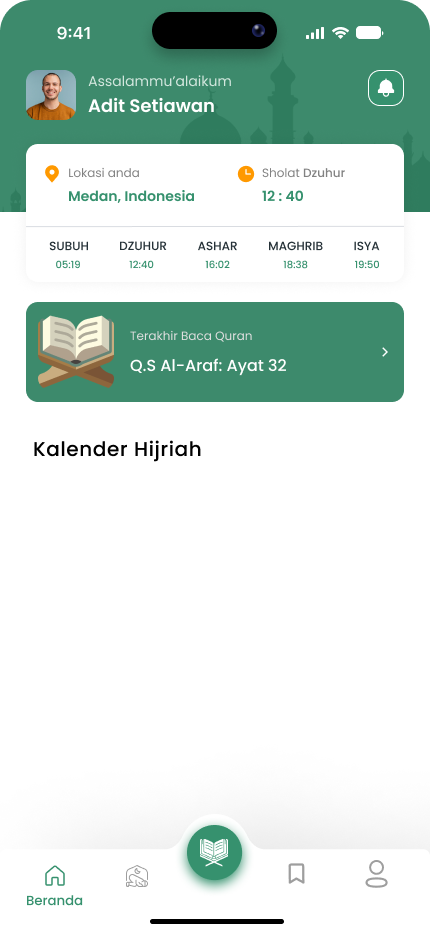 9:41
Assalammu'alaikum
Adit Setiawan
Lokasi anda
Medan, Indonesia
Sholat Dzuhur
12 : 40
SUBUH DZUHUR ASHAR MAGHRIB ISYA
05:19 12:40 16:02 18:38 19:50
Terakhir Baca Quran
Q.S Al-Araf: Ayat 32
Kalender Hijriah
Beranda